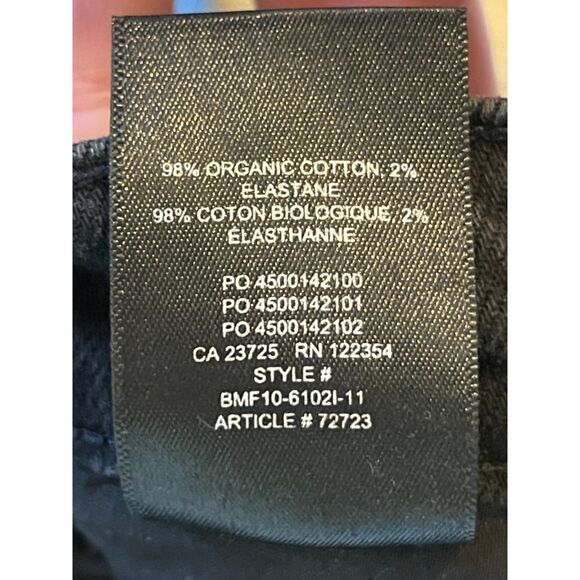 98% ORGANIC COTTON, 2%
ELASTANE
98% COTON BIOLOGIQUE, 2%
ÉLASTHANNE
PO 4500142100
PO 4500142101
PO 4500142102
CA 23725 RN 122354
STYLE #
BMF10-6102I-11
ARTICLE # 72723